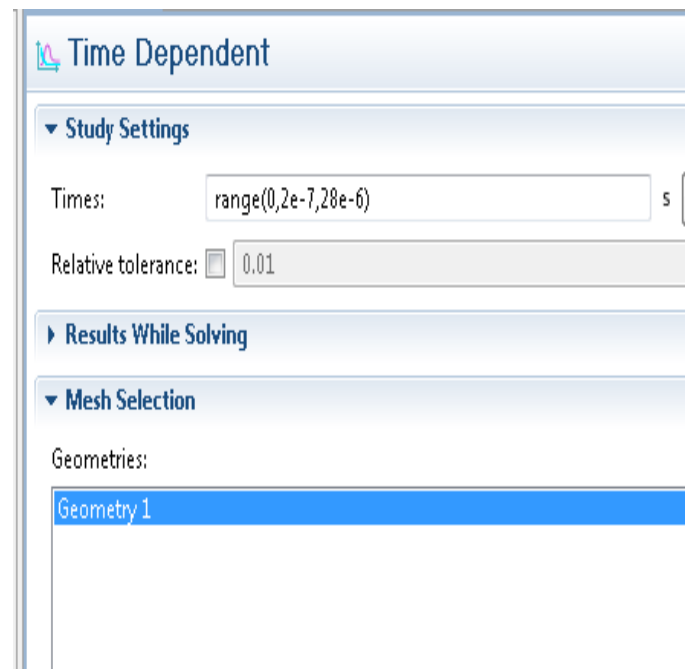 Time Dependent
Study Settings
Times: range(0,2e-7,28e-6) s
Relative tolerance: 0.01
Results While Solving
Mesh Selection
Geometries:
Geometry 1